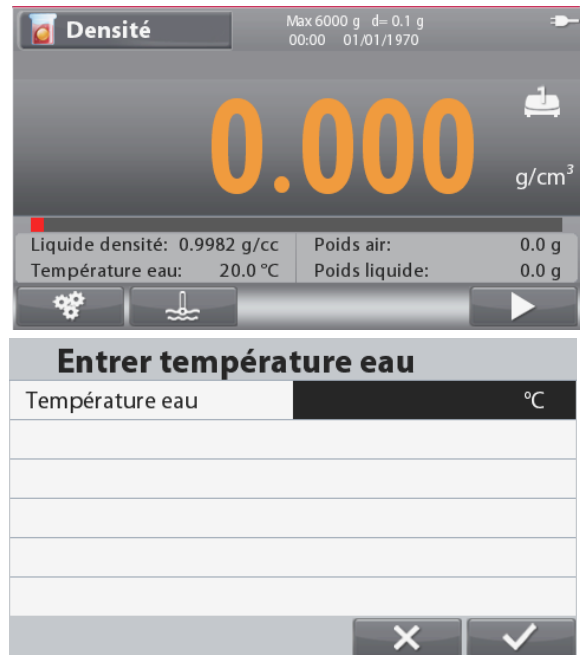 Densité
Max 6000 g d= 0.1 g
00:00 01/01/1970
1
0.000
g/cm³
Liquide densité: 0.9982 g/cc Poids air: 0.0 g
Température eau: 20.0 °C Poids liquide: 0.0 g
Entrer température eau
Température eau °C